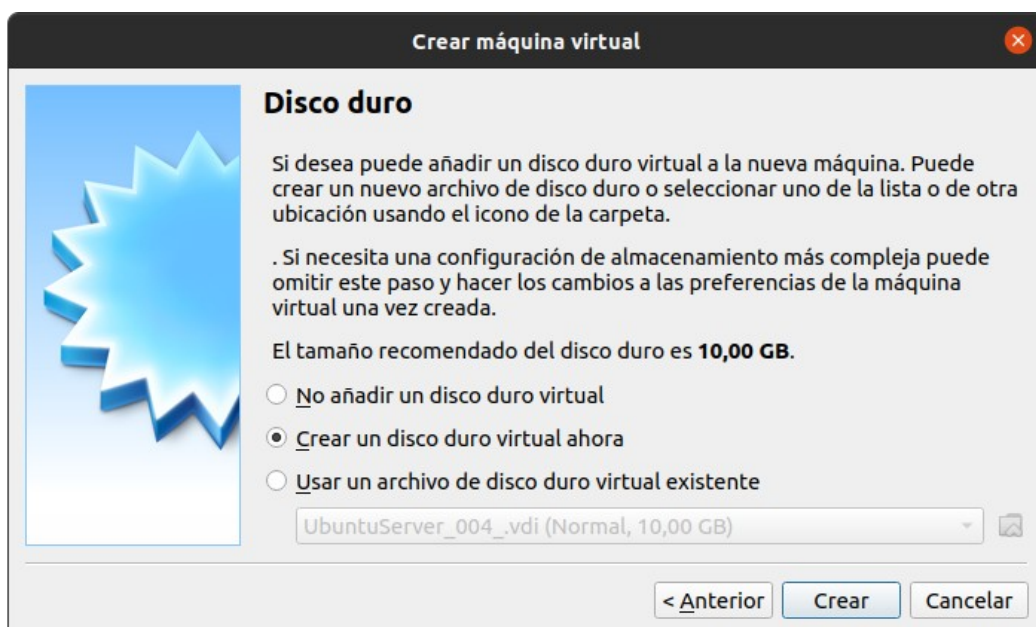 Crear máquina virtual
Disco duro
Si desea puede añadir un disco duro virtual a la nueva máquina. Puede
crear un nuevo archivo de disco duro o seleccionar uno de la lista o de otra
ubicación usando el icono de la carpeta.
. Si necesita una configuración de almacenamiento más compleja puede
omitir este paso y hacer los cambios a las preferencias de la máquina
virtual una vez creada.
El tamaño recomendado del disco duro es 10,00 GB.
No añadir un disco duro virtual
Crear un disco duro virtual ahora
Usar un archivo de disco duro virtual existente
UbuntuServer_004_.vdi (Normal, 10,00 GB)
< Anterior
Crear
Cancelar